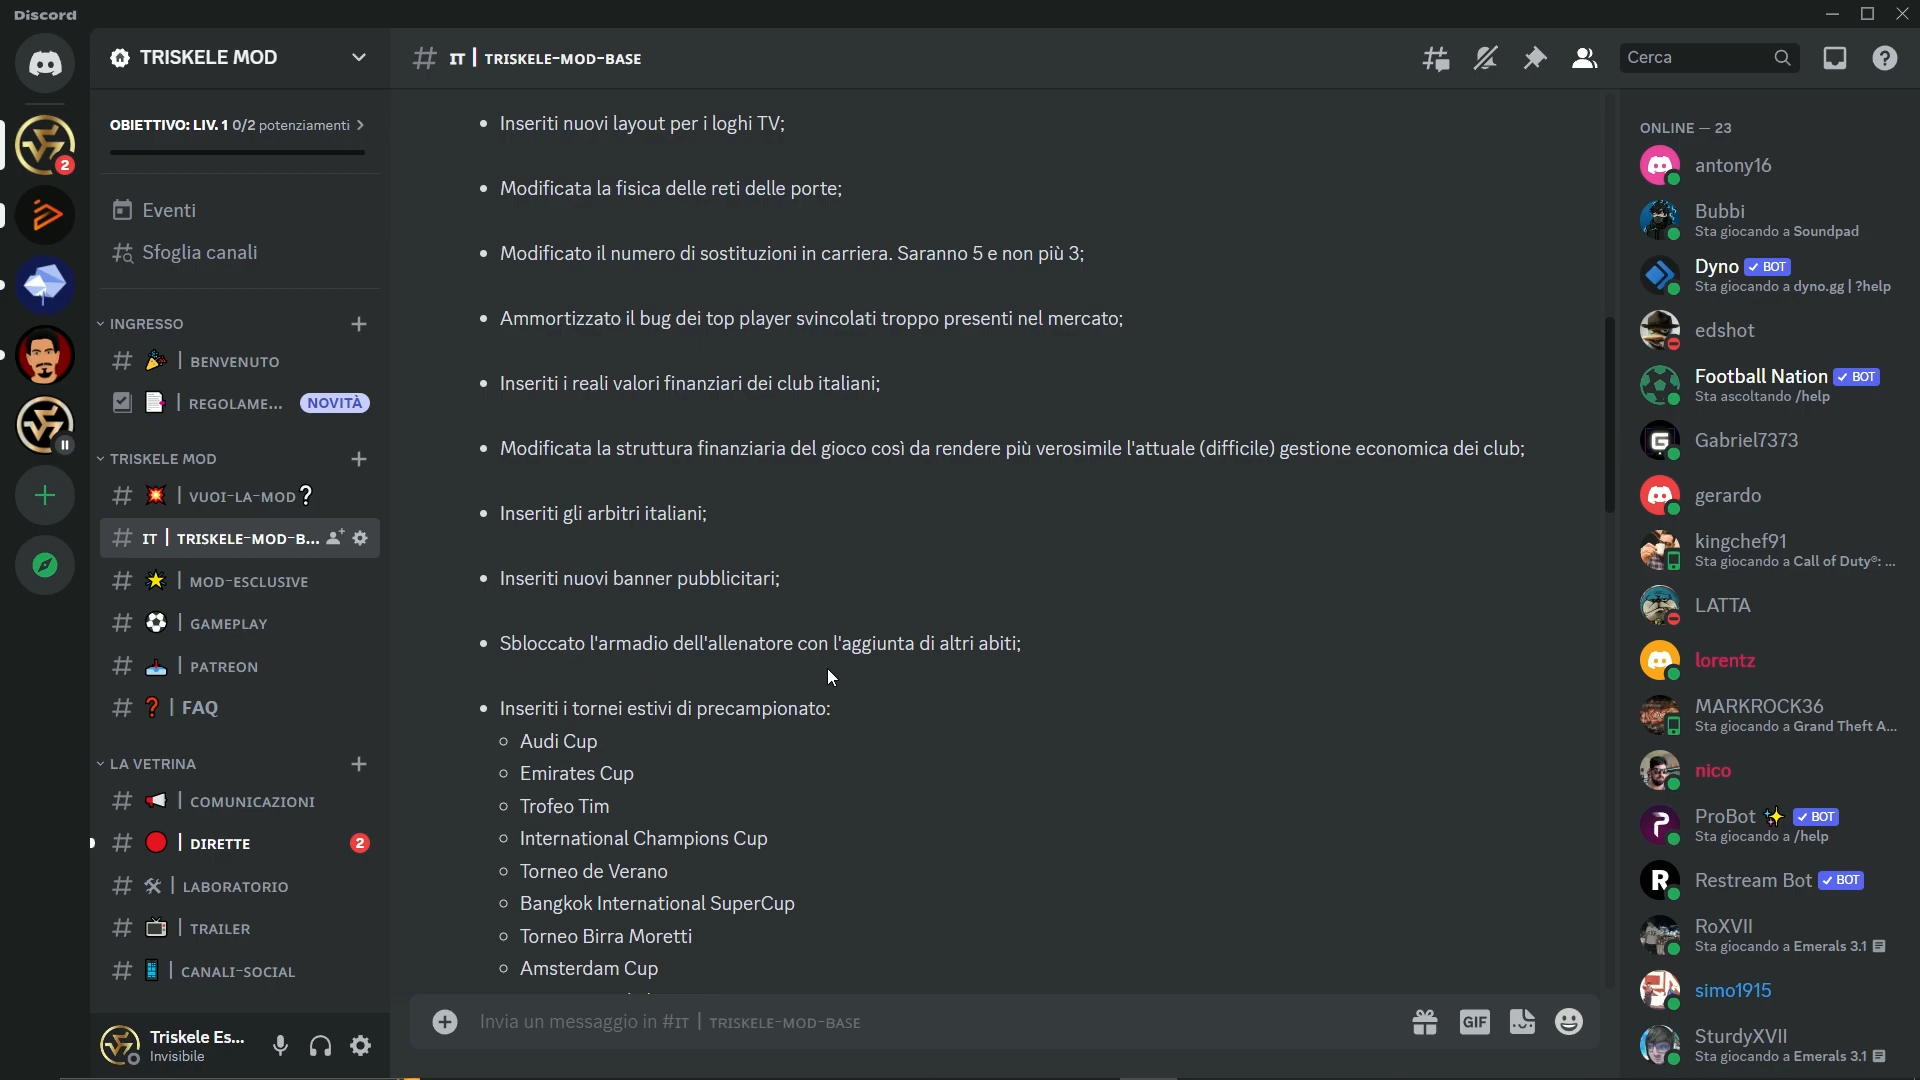 Discord
TRISKELE MOD
OBIETTIVO: LIV. 1 0/2 potenziamenti
Eventi
Sfoglia canali
INGRESSO
BENVENUTO
REGOLAME... NOVITÀ
TRISKELE MOD
VUOI-LA-MOD❓
IT | TRISKELE-MOD-B...
MOD-ESCLUSIVE
GAMEPLAY
PATREON
FAQ
LA VETRINA
COMUNICAZIONI
DIRETTE 2
LABORATORIO
TRAILER
CANALI-SOCIAL
Triskele Es...
Invisibile
2
# IT | TRISKELE-MOD-BASE
Cerca
• Inseriti nuovi layout per i loghi TV;
• Modificata la fisica delle reti delle porte;
• Modificato il numero di sostituzioni in carriera. Saranno 5 e non più 3;
• Ammortizzato il bug dei top player svincolati troppo presenti nel mercato;
• Inseriti i reali valori finanziari dei club italiani;
• Modificata la struttura finanziaria del gioco così da rendere più verosimile l'attuale (difficile) gestione economica dei club;
• Inseriti gli arbitri italiani;
• Inseriti nuovi banner pubblicitari;
• Sbloccato l'armadio dell'allenatore con l'aggiunta di altri abiti;
• Inseriti i tornei estivi di precampionato:
Audi Cup
Emirates Cup
Trofeo Tim
International Champions Cup
Torneo de Verano
Bangkok International SuperCup
Torneo Birra Moretti
Amsterdam Cup
Invia un messaggio in #IT | TRISKELE-MOD-BASE
GIF
ONLINE — 23
antony16
Bubbi
Sta giocando a Soundpad
Dyno ✓ BOT
Sta giocando a dyno.gg | ?help
edshot
Football Nation ✓ BOT
Sta ascoltando /help
Gabriel7373
gerardo
kingchef91
Sta giocando a Call of Duty®: ...
LATTA
lorentz
MARKROCK36
Sta giocando a Grand Theft A...
nico
ProBot ✨ ✓ BOT
Sta giocando a /help
Restream Bot ✓ BOT
RoXVII
Sta giocando a Emerals 3.1
simo1915
SturdyXVII
Sta giocando a Emerals 3.1